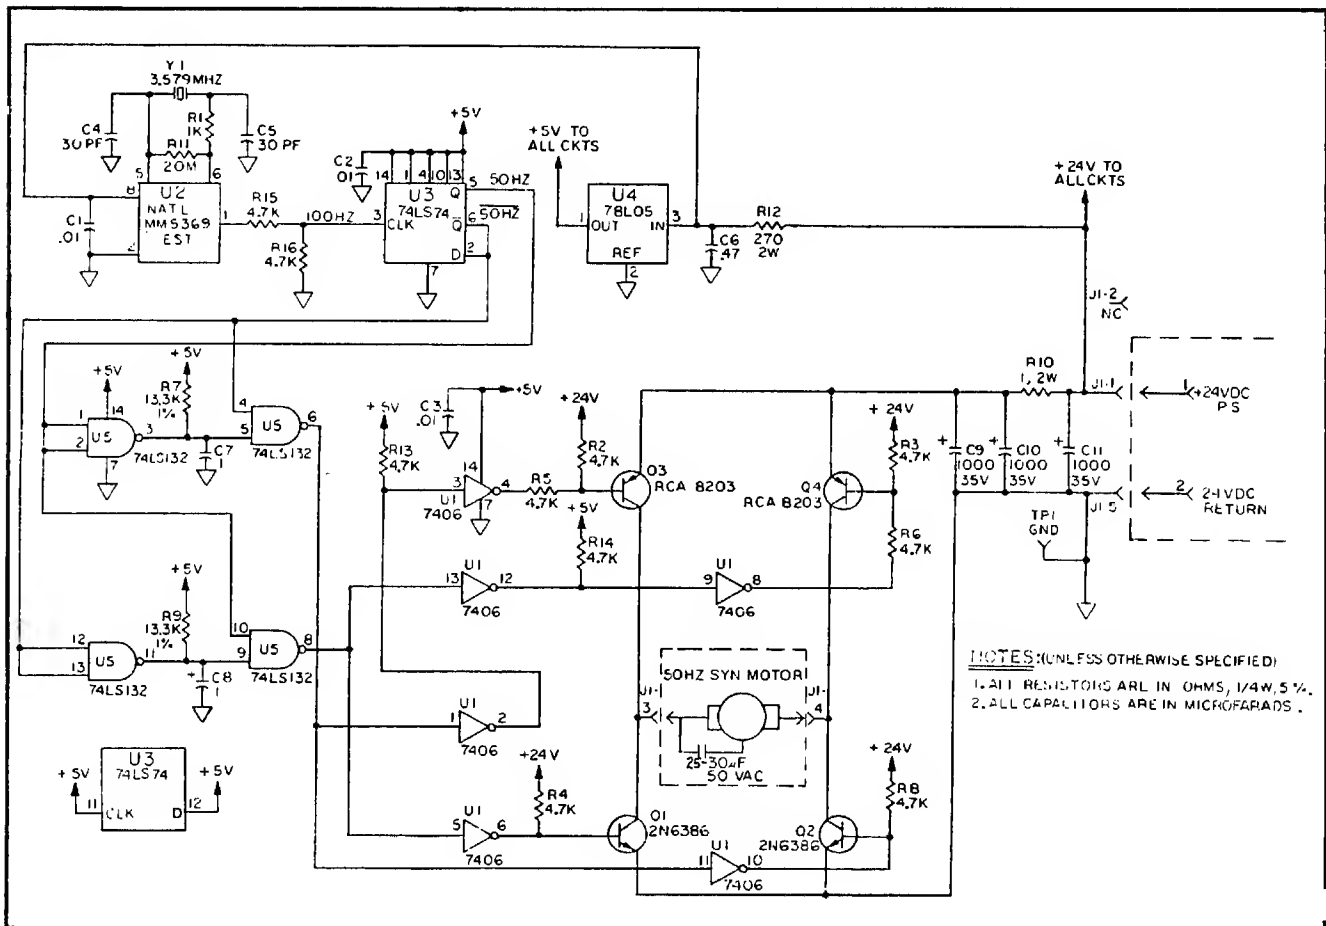 Y1
3.579MHZ
C4
30 PF
R1
1K
R11
20M
C5
30 PF
5
6
8
U2
NATL
MM5369
EST
1
2
C1
.01
R15
4.7K
R16
4.7K
100HZ
C2
.01
+5V
14
1
4
10
13
5
U3
74LS74
Q
50HZ
3
CLK
Q
6
50HZ
D
2
7
+5V TO
ALL CKTS
U4
78L05
1
OUT
IN
3
REF
2
C6
.47
R12
270
2W
+24V TO
ALL CKTS
J1-2
NC
R10
1, 2W
J1-1
1
+24VDC
PS
J1-5
2
24VDC
RETURN
TP1
GND
+
C9
1000
35V
+
C10
1000
35V
+
C11
1000
35V
+5V
+5V
R7
13.3K
1%
1
2
14
U5
3
7
74LS132
C7
1
4
5
U5
6
74LS132
+5V
R13
4.7K
C3
.01
+5V
14
3
U1
4
7
7406
R5
4.7K
+24V
R2
4.7K
Q3
RCA 8203
+5V
R14
4.7K
+24V
R3
4.7K
Q4
RCA 8203
R6
4.7K
U1
13
12
7406
U1
9
8
7406
+5V
R9
13.3K
1%
12
13
U5
11
74LS132
+
C8
1
10
9
U5
8
74LS132
U1
1
2
7406
50HZ SYN MOTOR
J1-
3
J1-
4
25-30µF
50 VAC
NOTES:(UNLESS OTHERWISE SPECIFIED)
1. ALL RESISTORS ARE IN OHMS, 1/4W, 5%.
2. ALL CAPACITORS ARE IN MICROFARADS.
U3
74LS74
+5V
11
CLK
D
12
+5V
+24V
R4
4.7K
U1
5
6
7406
Q1
2N6386
Q2
2N6386
+24V
R8
4.7K
U1
11
10
7406